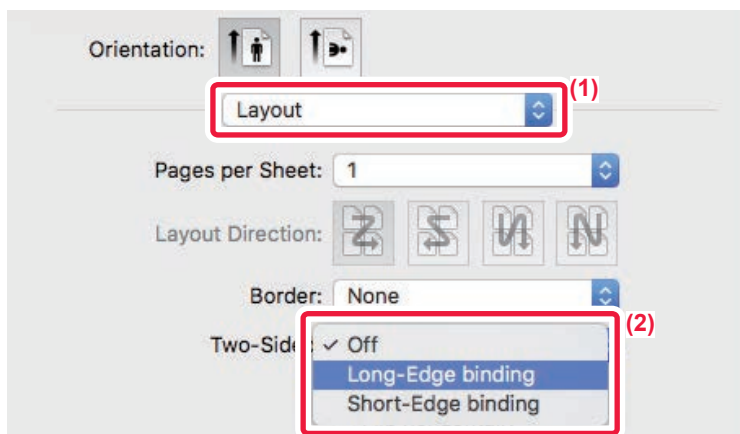 Orientation:
(1)
Layout
Pages per Sheet: 1
Layout Direction:
Border: None
(2)
Two-Side : ✓ Off
Long-Edge binding
Short-Edge binding